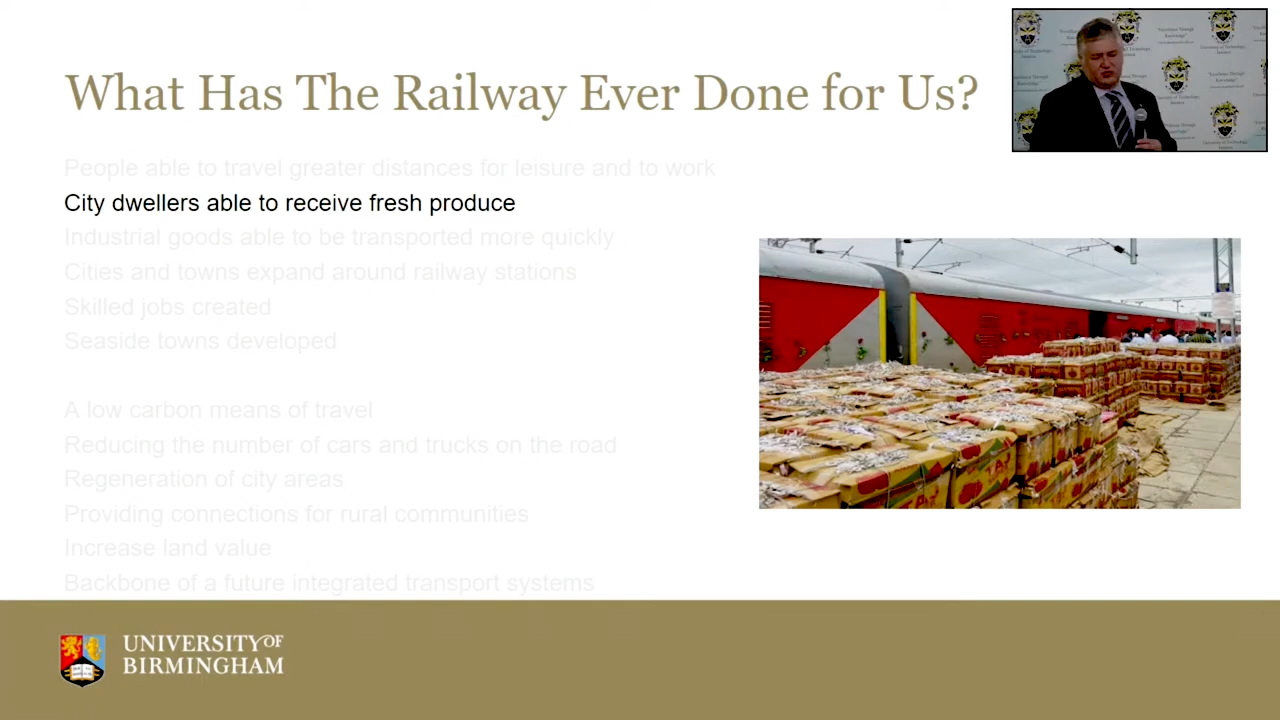 What Has The Railway Ever Done for Us?
People able to travel greater distances for leisure and to work
City dwellers able to receive fresh produce
Industrial goods able to be transported more quickly
Cities and towns expand around railway stations
Skilled jobs created
Seaside towns developed
A low carbon means of travel
Reducing the number of cars and trucks on the road
Regeneration of city areas
Providing connections for rural communities
Increase land value
Backbone of a future integrated transport systems
UNIVERSITY OF
BIRMINGHAM